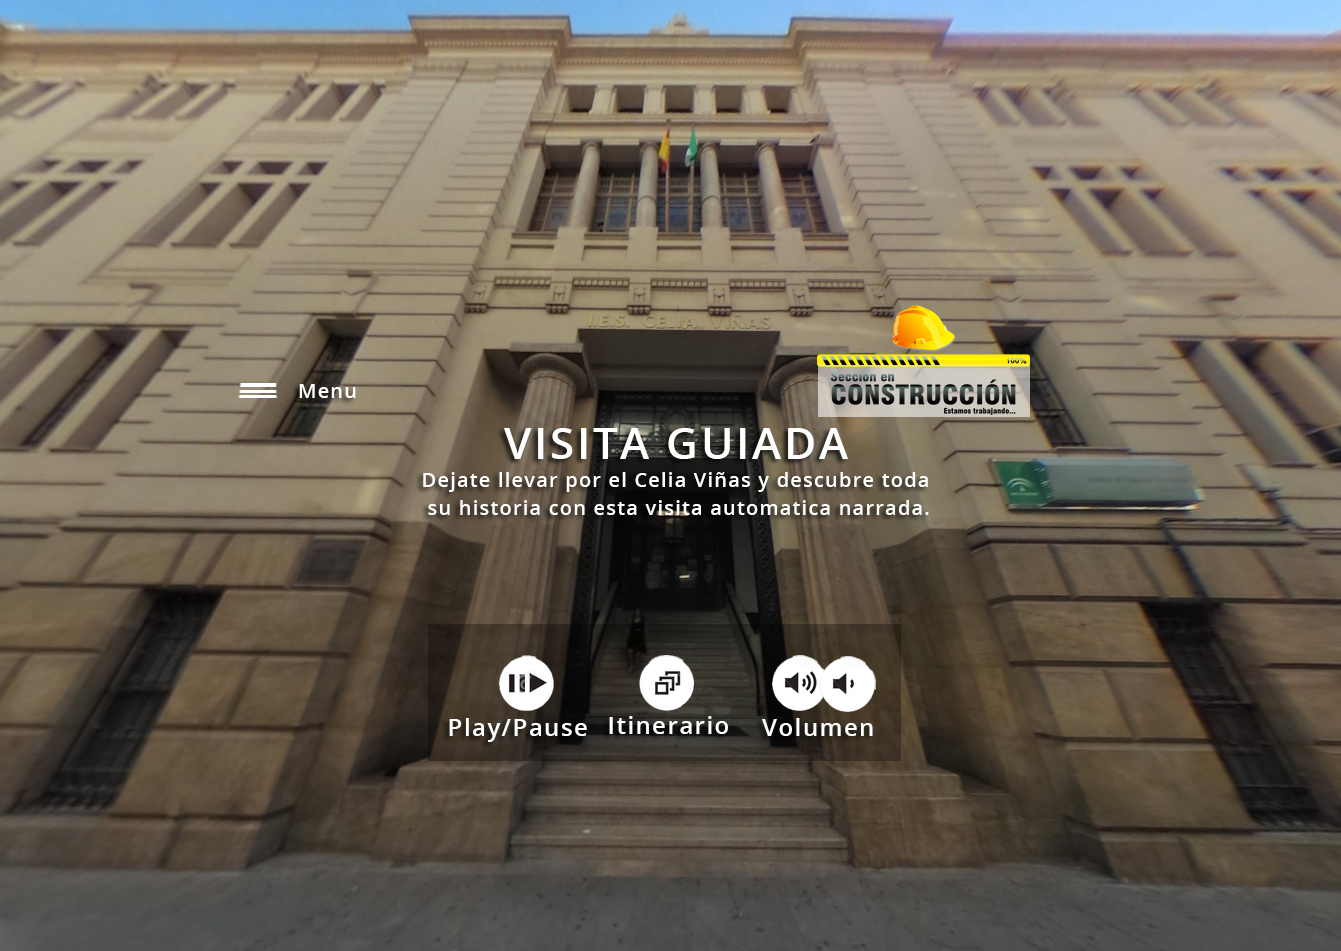 I.E.S. CELIA VIÑAS
100%
Sección en
CONSTRUCCIÓN
Estamos trabajando...
Menu
VISITA GUIADA
Dejate llevar por el Celia Viñas y descubre toda
su historia con esta visita automatica narrada.
Play/Pause
Itinerario
Volumen